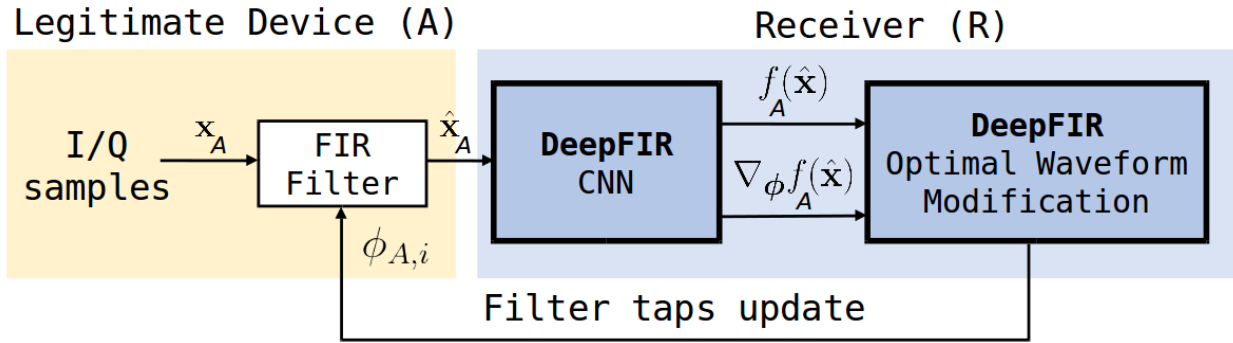 Legitimate Device (A)
Receiver (R)
I/Q
samples
x_A
FIR
Filter
x̂_A
DeepFIR
CNN
f_A(x̂)
∇_ϕ f_A(x̂)
DeepFIR
Optimal Waveform
Modification
ϕ_{A,i}
Filter taps update